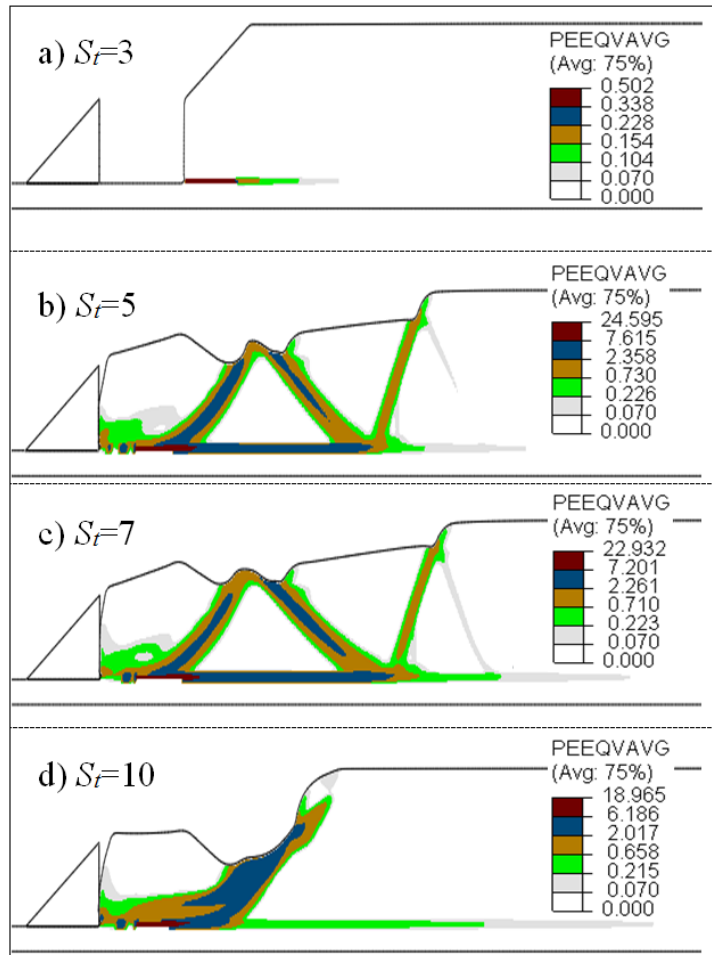 a) St=3
PEEQVAVG
(Avg: 75%)
0.502
0.338
0.228
0.154
0.104
0.070
0.000
b) St=5
PEEQVAVG
(Avg: 75%)
24.595
7.615
2.358
0.730
0.226
0.070
0.000
c) St=7
PEEQVAVG
(Avg: 75%)
22.932
7.201
2.261
0.710
0.223
0.070
0.000
d) St=10
PEEQVAVG
(Avg: 75%)
18.965
6.186
2.017
0.658
0.215
0.070
0.000